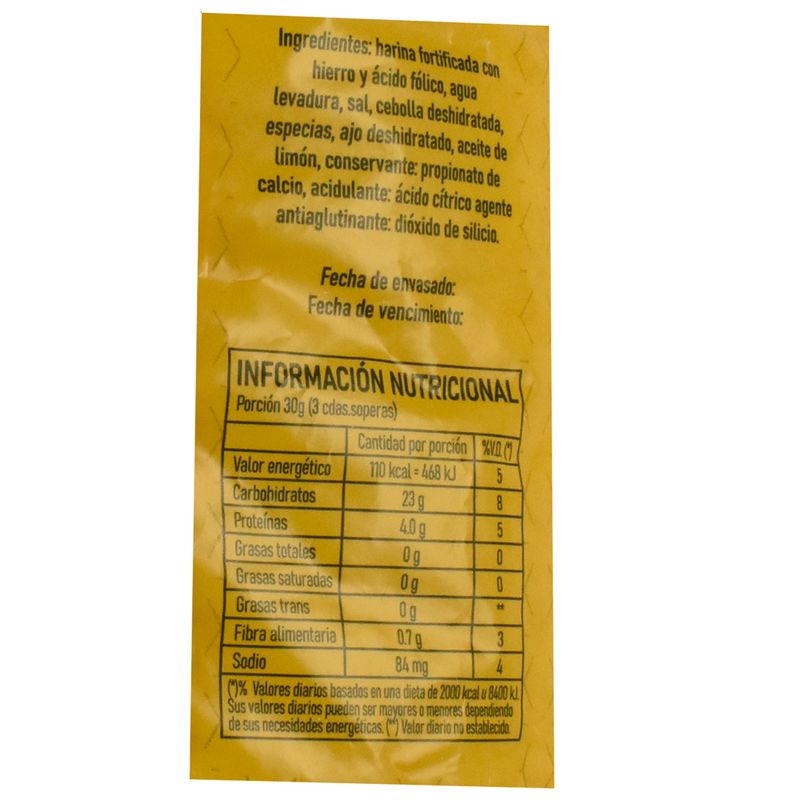 Ingredientes: harina fortificada con
hierro y ácido fólico, agua
levadura, sal, cebolla deshidratada,
especias, ajo deshidratado, aceite de
limón, conservante: propionato de
calcio, acidulante: ácido cítrico agente
antiaglutinante: dióxido de silicio.
Fecha de envasado:
Fecha de vencimiento:
INFORMACIÓN NUTRICIONAL
Porción 30g (3 cdas.soperas)
Cantidad por porción %V.D. (*)
Valor energético 110 kcal = 468 kJ 5
Carbohidratos 23 g 8
Proteínas 4.0 g 5
Grasas totales 0 g 0
Grasas saturadas 0 g 0
Grasas trans 0 g **
Fibra alimentaria 0.7 g 3
Sodio 84 mg 4
(*)% Valores diarios basados en una dieta de 2000 kcal u 8400 kJ.
Sus valores diarios pueden ser mayores o menores dependiendo
de sus necesidades energéticas. (**) Valor diario no establecido.